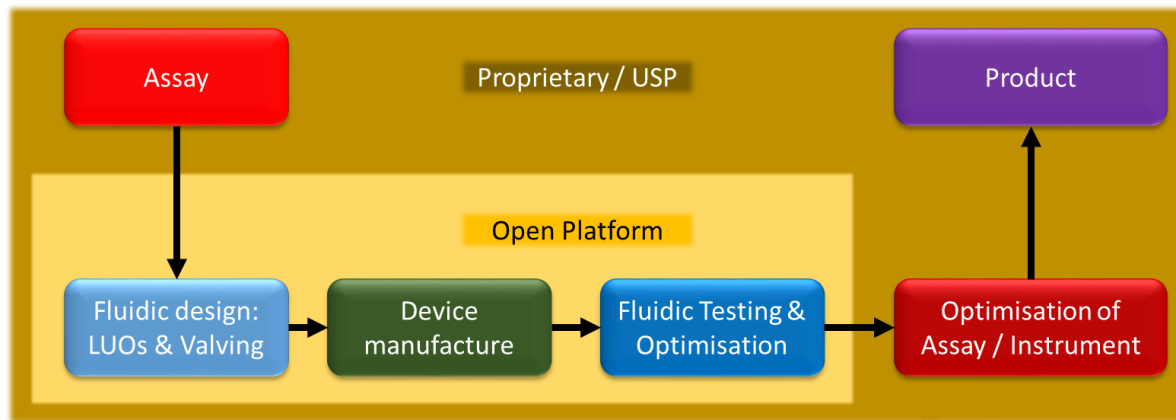 Assay
Proprietary / USP
Product
Open Platform
Fluidic design:
LUOs & Valving
Device
manufacture
Fluidic Testing &
Optimisation
Optimisation of
Assay / Instrument